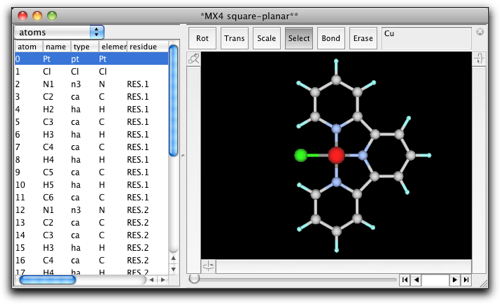 *MX4 square-planar**
atoms
Rot Trans Scale Select Bond Erase Cu
atom name type elemer residue
0 Pt pt Pt
1 Cl Cl Cl
2 N1 n3 N RES.1
3 C2 ca C RES.1
4 H2 ha H RES.1
5 C3 ca C RES.1
6 H3 ha H RES.1
7 C4 ca C RES.1
8 H4 ha H RES.1
9 C5 ca C RES.1
10 H5 ha H RES.1
11 C6 ca C RES.1
12 N1 n3 N RES.2
13 C2 ca C RES.2
14 C3 ca C RES.2
15 H3 ha H RES.2
16 C4 ca C RES.2
17 H4 ha H RES.2